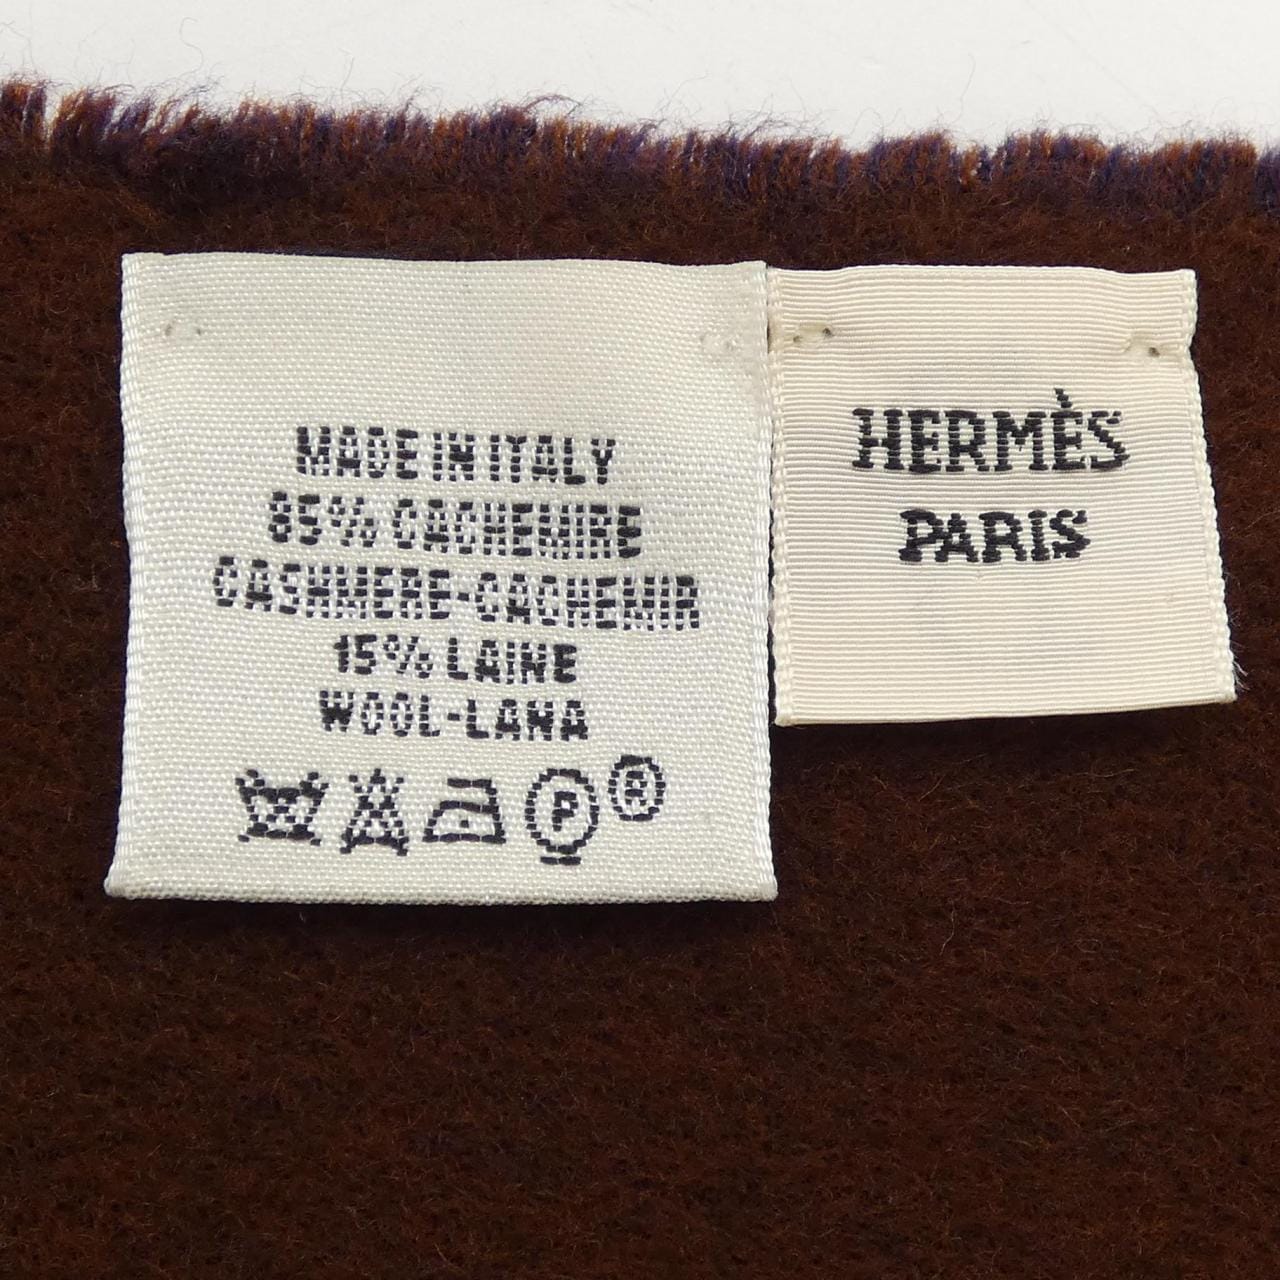 MADE IN ITALY
85% CACHEMIRE
CASHMERE-CACHEMIR
15% LAINE
WOOL-LANA
P ®
HERMÈS
PARIS